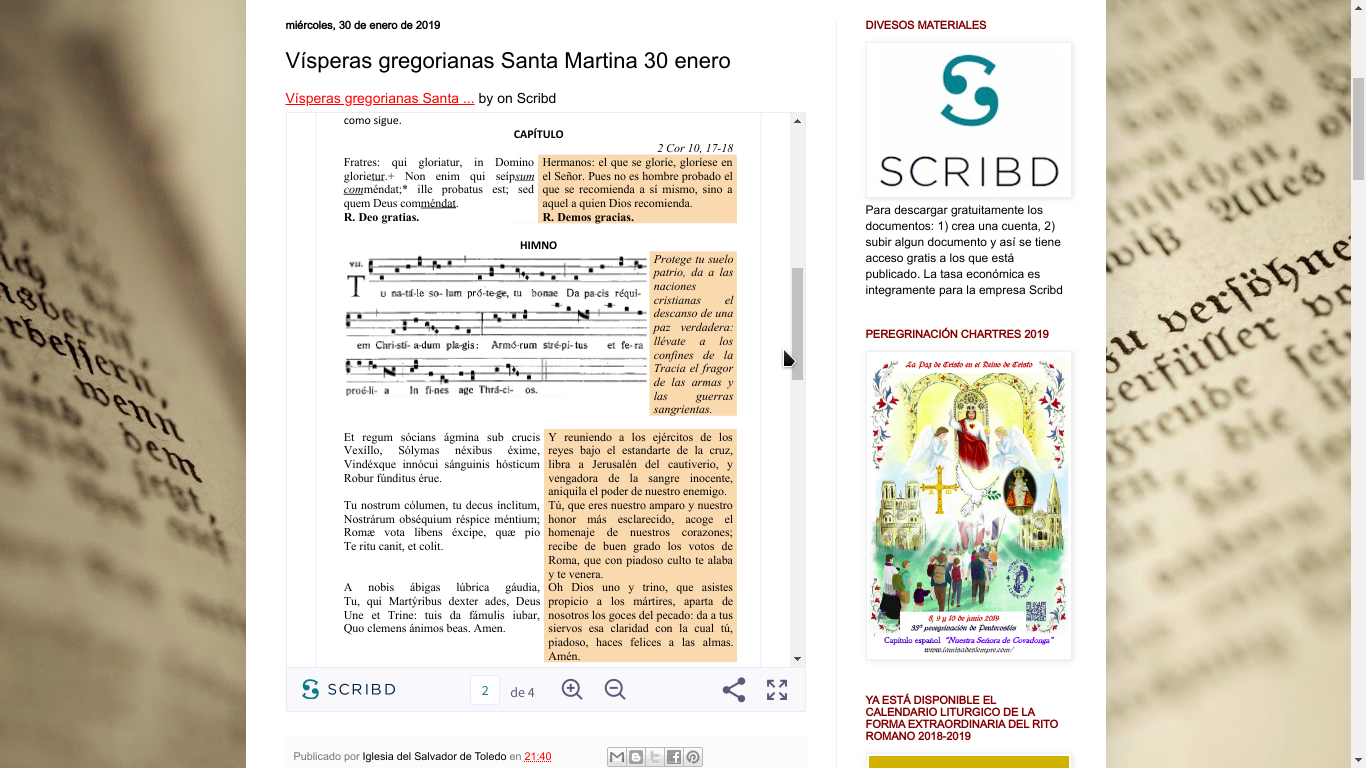 miércoles, 30 de enero de 2019
Vísperas gregorianas Santa Martina 30 enero
Vísperas gregorianas Santa ... by on Scribd
como sigue.
CAPÍTULO
2 Cor 10, 17-18
Fratres: qui gloriatur, in Domino
glorietur.+ Non enim qui seípsum
comméndat;* ille probatus est; sed
quem Deus comméndat.
R. Deo gratias.
Hermanos: el que se gloríe, gloríese en
el Señor. Pues no es hombre probado el
que se recomienda a sí mismo, sino a
aquel a quien Dios recomienda.
R. Demos gracias.
HIMNO
VII.
T u na-tá-le so- lum pró-te-ge, tu bonae Da pa-cis réqui-
em Chri-stí- a-dum pla-gis: Armó-rum stré-pi-tus et fe-ra
proé-li- a In fi-nes age Thrá-ci- os.
Protege tu suelo
patrio, da a las
naciones
cristianas el
descanso de una
paz verdadera:
llévate a los
confines de la
Tracia el fragor
de las armas y
las guerras
sangrientas.
Et regum sócians ágmina sub crucis
Vexíllo, Sólymas néxibus éxime,
Vindéxque innócui sánguinis hósticum
Robur fúnditus érue.
Y reuniendo a los ejércitos de los
reyes bajo el estandarte de la cruz,
libra a Jerusalén del cautiverio, y
vengadora de la sangre inocente,
aniquila el poder de nuestro enemigo.
Tu nostrum cólumen, tu decus ínclitum,
Nostrárum obséquium réspice méntium;
Romæ vota libens éxcipe, quæ pio
Te ritu canit, et colit.
Tú, que eres nuestro amparo y nuestro
honor más esclarecido, acoge el
homenaje de nuestros corazones;
recibe de buen grado los votos de
Roma, que con piadoso culto te alaba
y te venera.
A nobis ábigas lúbrica gáudia,
Tu, qui Martýribus dexter ades, Deus
Une et Trine: tuis da fámulis iubar,
Quo clemens ánimos beas. Amen.
Oh Dios uno y trino, que asistes
propicio a los mártires, aparta de
nosotros los goces del pecado: da a tus
siervos esa claridad con la cual tú,
piadoso, haces felices a las almas.
Amén.
SCRIBD
2 de 4
Publicado por Iglesia del Salvador de Toledo en 21:40
DIVESOS MATERIALES
SCRIBD
Para descargar gratuitamente los
documentos: 1) crea una cuenta, 2)
subir algun documento y así se tiene
acceso gratis a los que está
publicado. La tasa económica es
integramente para la empresa Scribd
PEREGRINACIÓN CHARTRES 2019
La Paz de Cristo en el Reino de Cristo
8, 9 y 10 de junio 2019
33ª peregrinación de Pentecostés
Capítulo español "Nuestra Señora de Covadonga"
www.lamisadesiempre.com/
YA ESTÁ DISPONIBLE EL
CALENDARIO LITURGICO DE LA
FORMA EXTRAORDINARIA DEL RITO
ROMANO 2018-2019
wenn
dem
Alles
zu versöhnen